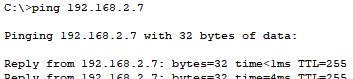 C:\>ping 192.168.2.7
Pinging 192.168.2.7 with 32 bytes of data:
Reply from 192.168.2.7: bytes=32 time<1ms TTL=255
Reply from 192.168.2.7: bytes=32 time=4ms TTL=255